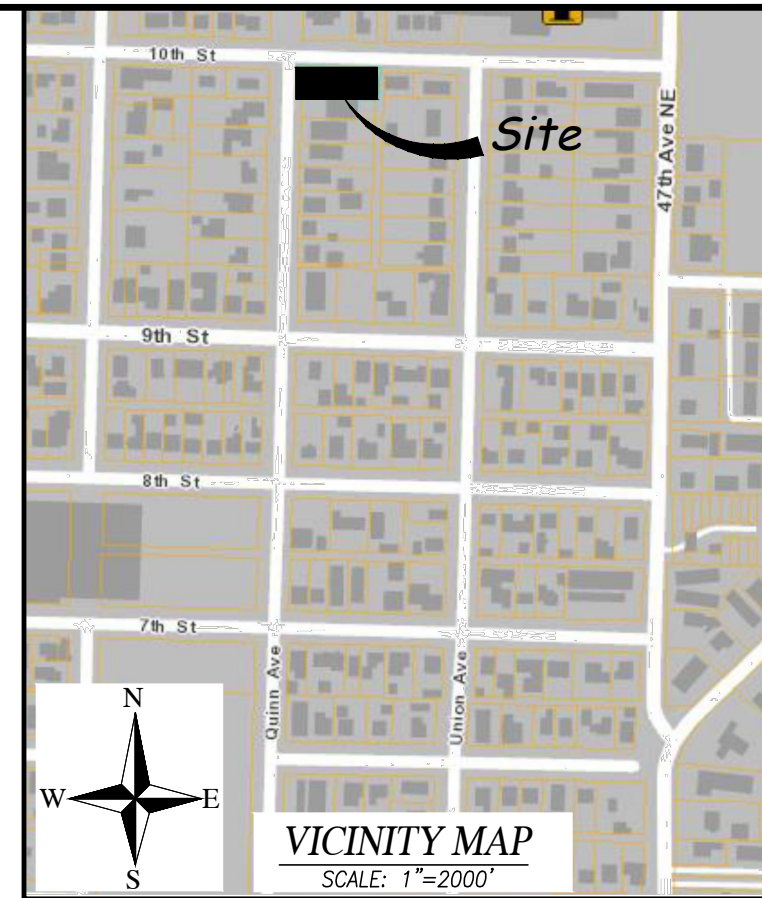 10th St
Site
47th Ave NE
9th St
8th St
7th St
Quinn Ave
Union Ave
N
W E
S
VICINITY MAP
SCALE: 1"=2000'